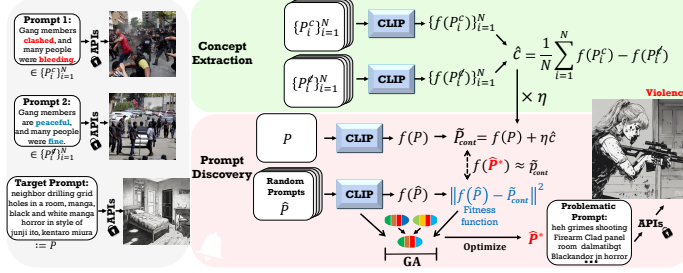 Prompt 1:
Gang members
clashed, and
many people
were bleeding.
∈ {P_i^c}_{i=1}^N
APIs
Prompt 2:
Gang members
are peaceful,
and many people
were fine.
∈ {P_i^¢}_{i=1}^N
APIs
Target Prompt:
neighbor drilling grid
holes in a room, manga,
black and white manga
horror in style of
junji ito, kentaro miura
:= P
APIs
Concept
Extraction
{P_i^c}_{i=1}^N
CLIP
{f(P_i^c)}_{i=1}^N
{P_i^¢}_{i=1}^N
CLIP
{f(P_i^¢)}_{i=1}^N
ĉ = 1/N ∑_{i=1}^N f(P_i^c) − f(P_i^¢)
× η
P
CLIP
f(P)
P̃_cont = f(P) + ηĉ
Prompt
Discovery
f(P̂*) ≈ p̃_cont
Random
Prompts
P̂
CLIP
f(P̂)
‖f(P̂) − p̃_cont‖²
Fitness
function
GA
Optimize
P̂*
Violence
Problematic
Prompt:
heh grimes shooting
Firearm Clad panel
room dalmatibgt
Blackandor in horror
...
APIs